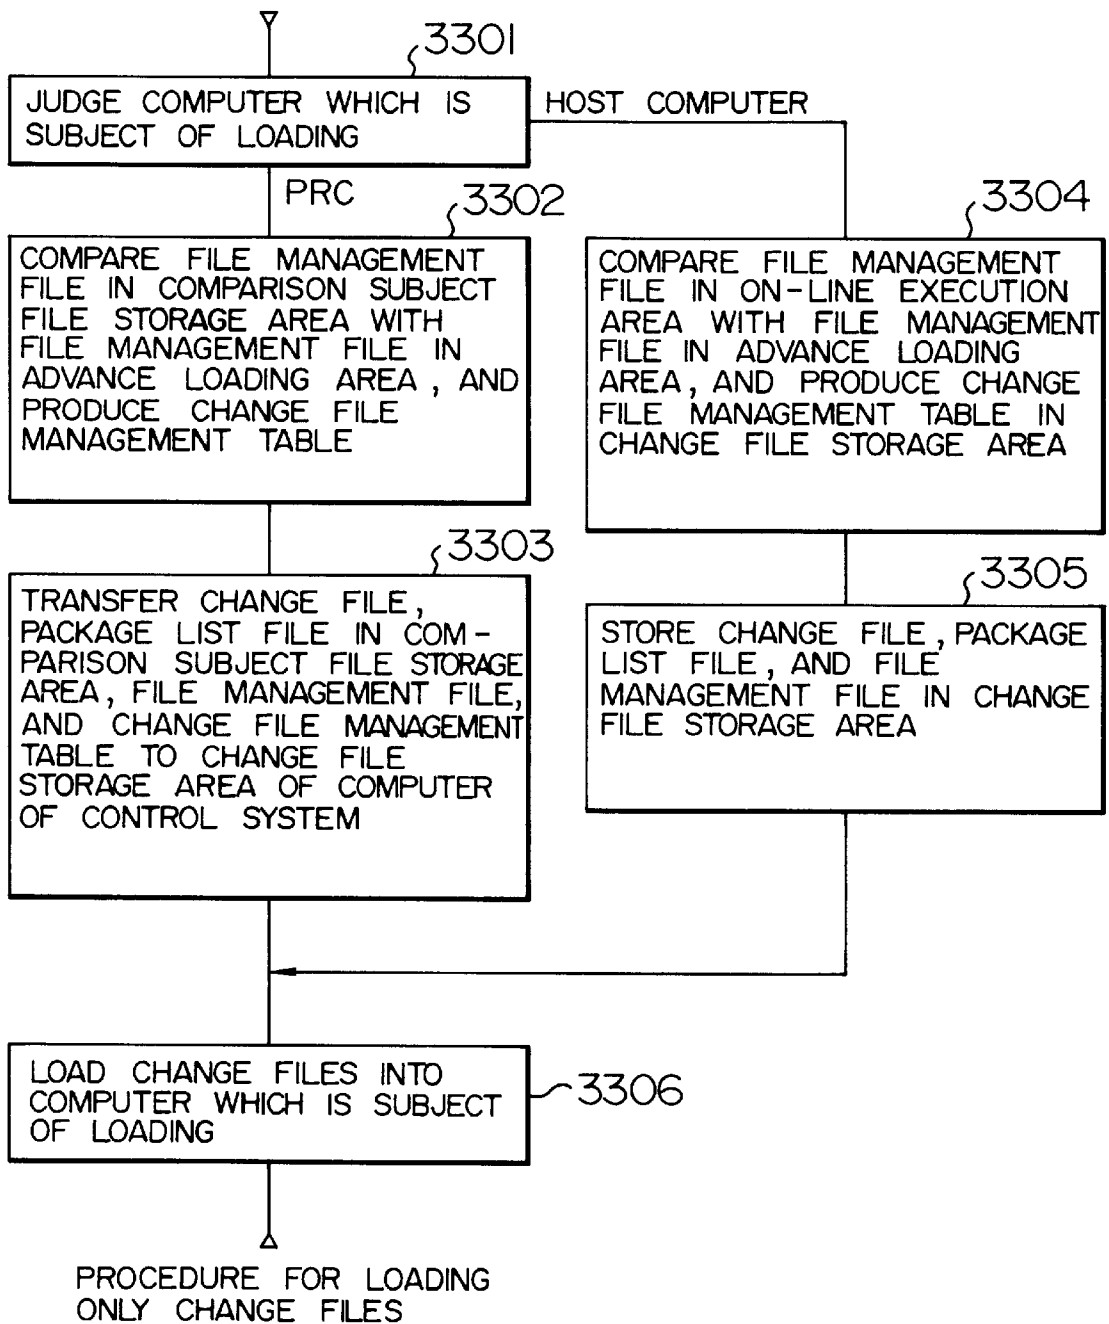 3301
JUDGE COMPUTER WHICH IS
SUBJECT OF LOADING
HOST COMPUTER
PRC
3302
COMPARE FILE MANAGEMENT
FILE IN COMPARISON SUBJECT
FILE STORAGE AREA WITH
FILE MANAGEMENT FILE IN
ADVANCE LOADING AREA, AND
PRODUCE CHANGE FILE
MANAGEMENT TABLE
3304
COMPARE FILE MANAGEMENT
FILE IN ON-LINE EXECUTION
AREA WITH FILE MANAGEMENT
FILE IN ADVANCE LOADING
AREA, AND PRODUCE CHANGE
FILE MANAGEMENT TABLE IN
CHANGE FILE STORAGE AREA
3303
TRANSFER CHANGE FILE,
PACKAGE LIST FILE IN COM-
PARISON SUBJECT FILE STORAGE
AREA, FILE MANAGEMENT FILE,
AND CHANGE FILE MANAGEMENT
TABLE TO CHANGE FILE
STORAGE AREA OF COMPUTER
OF CONTROL SYSTEM
3305
STORE CHANGE FILE, PACKAGE
LIST FILE, AND FILE
MANAGEMENT FILE IN CHANGE
FILE STORAGE AREA
LOAD CHANGE FILES INTO
COMPUTER WHICH IS SUBJECT
OF LOADING
3306
PROCEDURE FOR LOADING
ONLY CHANGE FILES